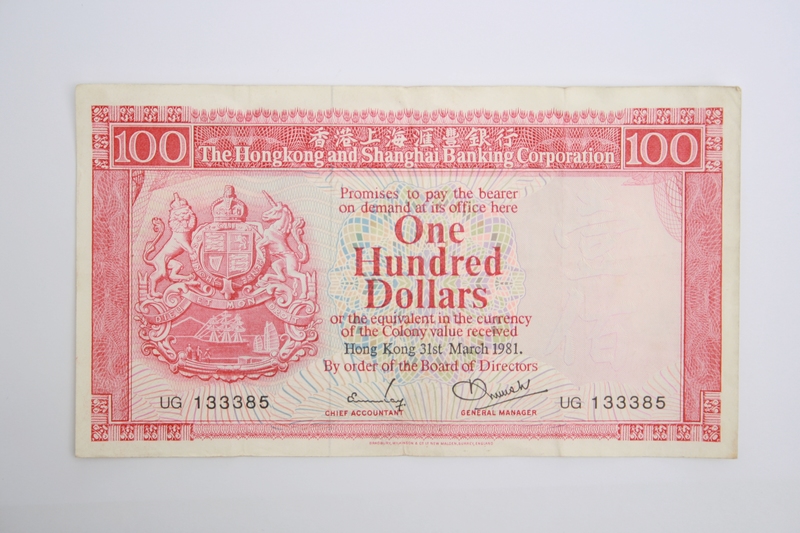 100 香港上海滙豐銀行 100
The Hongkong and Shanghai Banking Corporation
Promises to pay the bearer
on demand at its office here
One
Hundred
Dollars
or the equivalent in the currency
of the Colony value received
Hong Kong 31st March 1981.
By order of the Board of Directors
UG 133385
CHIEF ACCOUNTANT
GENERAL MANAGER
UG 133385